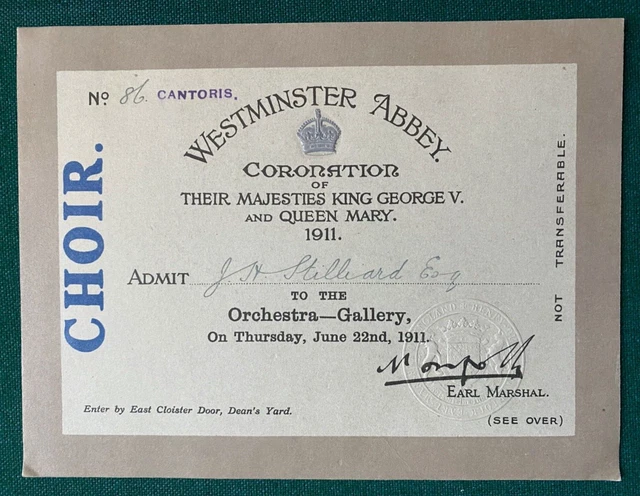 No 86. CANTORIS.
WESTMINSTER ABBEY.
CORONATION
OF
THEIR MAJESTIES KING GEORGE V.
AND QUEEN MARY.
1911.
ADMIT J H Stilliard Esq
TO THE
Orchestra—Gallery,
On Thursday, June 22nd, 1911.
EARL MARSHAL.
Enter by East Cloister Door, Dean's Yard.
(SEE OVER)
CHOIR.
NOT TRANSFERABLE.